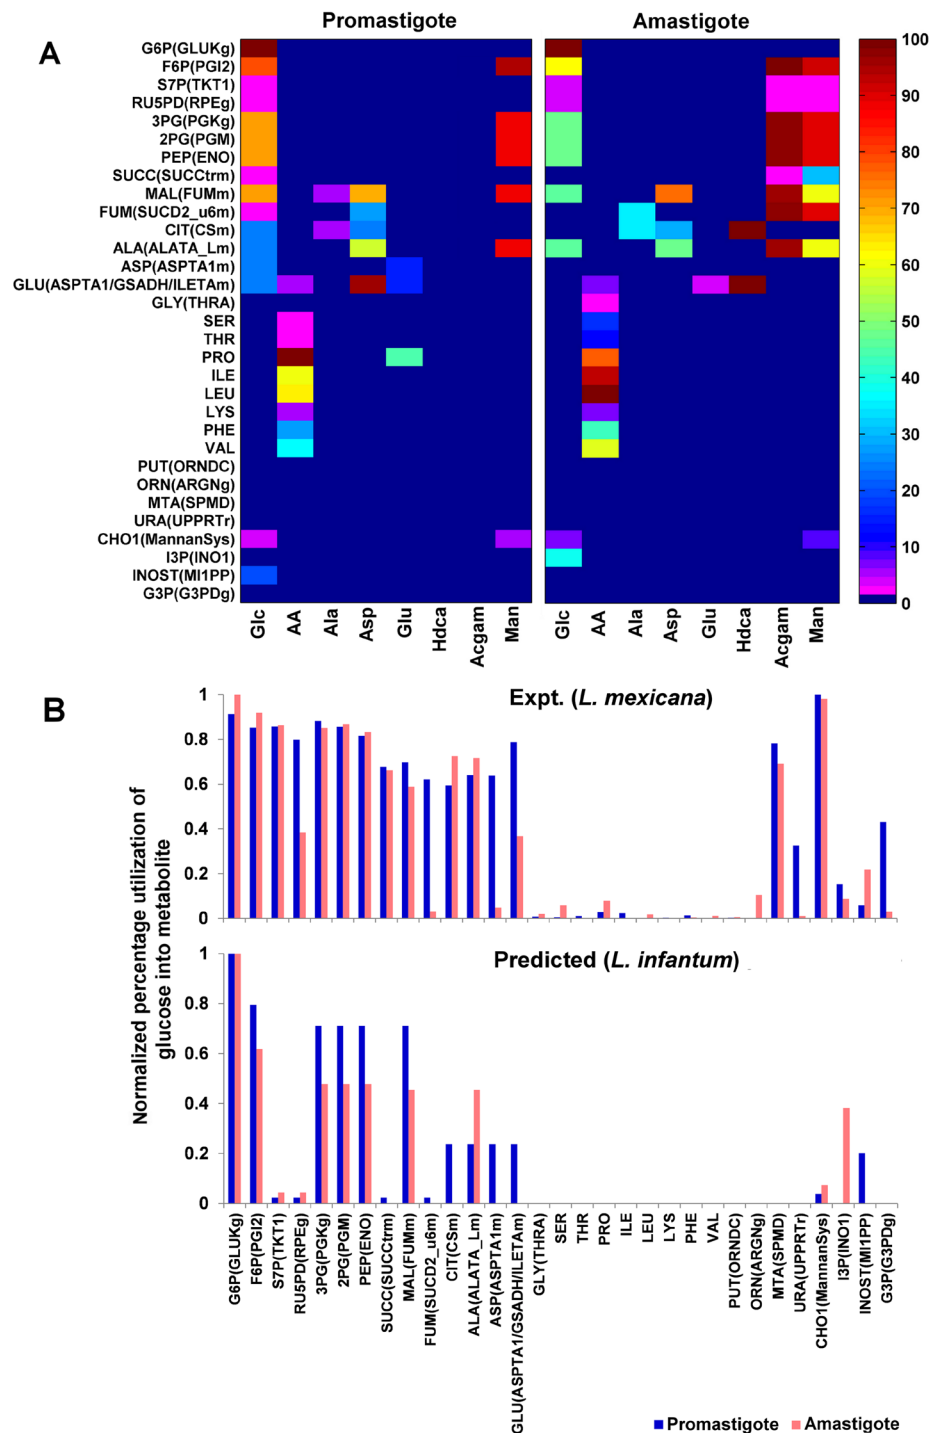 A
Promastigote
Amastigote
G6P(GLUKg)
F6P(PGI2)
S7P(TKT1)
RU5PD(RPEg)
3PG(PGKg)
2PG(PGM)
PEP(ENO)
SUCC(SUCCtrm)
MAL(FUMm)
FUM(SUCD2_u6m)
CIT(CSm)
ALA(ALATA_Lm)
ASP(ASPTA1m)
GLU(ASPTA1/GSADH/ILETAm)
GLY(THRA)
SER
THR
PRO
ILE
LEU
LYS
PHE
VAL
PUT(ORNDC)
ORN(ARGNg)
MTA(SPMD)
URA(UPPRTr)
CHO1(MannanSys)
I3P(INO1)
INOST(MI1PP)
G3P(G3PDg)
Glc
AA
Ala
Asp
Glu
Hdca
Acgam
Man
Glc
AA
Ala
Asp
Glu
Hdca
Acgam
Man
100
90
80
70
60
50
40
30
20
10
0
B
Expt. (L. mexicana)
1
0.8
0.6
0.4
0.2
0
Normalized percentage utilization of
glucose into metabolite
Predicted (L. infantum)
1
0.8
0.6
0.4
0.2
0
G6P(GLUKg)
F6P(PGI2)
S7P(TKT1)
RU5PD(RPEg)
3PG(PGKg)
2PG(PGM)
PEP(ENO)
SUCC(SUCCtrm)
MAL(FUMm)
FUM(SUCD2_u6m)
CIT(CSm)
ALA(ALATA_Lm)
ASP(ASPTA1m)
GLU(ASPTA1/GSADH/ILETAm)
GLY(THRA)
SER
THR
PRO
ILE
LEU
LYS
PHE
VAL
PUT(ORNDC)
ORN(ARGNg)
MTA(SPMD)
URA(UPPRTr)
CHO1(MannanSys)
I3P(INO1)
INOST(MI1PP)
G3P(G3PDg)
Promastigote
Amastigote